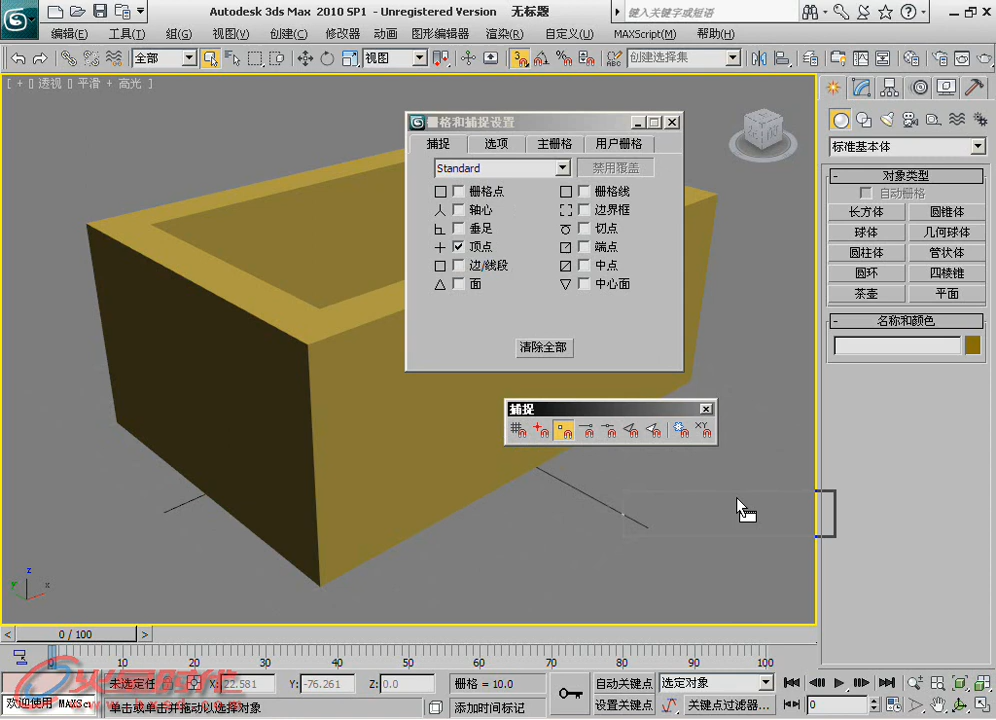 Autodesk 3ds Max 2010 SP1 - Unregistered Version 无标题
键入关键字或短语
编辑(E) 工具(T) 组(G) 视图(V) 创建(C) 修改器 动画 图形编辑器 渲染(R) 自定义(U) MAXScript(M) 帮助(H)
全部 视图 创建选择集
[ + ] 透视 ] 平滑 + 高光 ]
栅格和捕捉设置
捕捉 选项 主栅格 用户栅格
Standard 禁用覆盖
栅格点 栅格线
轴心 边界框
垂足 切点
顶点 端点
边/线段 中点
面 中心面
清除全部
捕捉
标准基本体
- 对象类型
自动栅格
长方体 圆锥体
球体 几何球体
圆柱体 管状体
圆环 四棱锥
茶壶 平面
- 名称和颜色
z
y x
< 0 / 100 >
0 10 20 30 40 50 60 70 80 90 100
火星时代
未选定任 X: 22.581 Y: -76.261 Z: 0.0 栅格 = 10.0 自动关键点 选定对象
欢迎使用 MAXSc 单击或单击并拖动以选择对象 添加时间标记 设置关键点 关键点过滤器... 0
www.hxsd.com